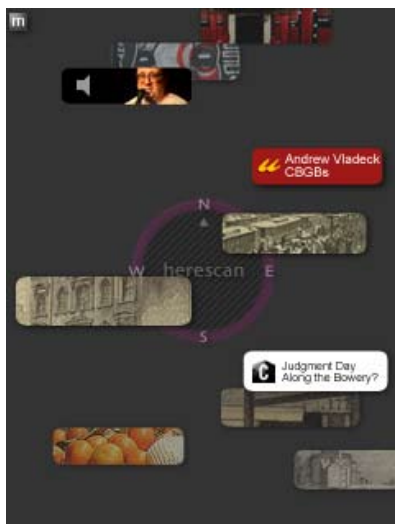 m
Andrew Vladeck
CBGBs
N
W herescan E
S
C
Judgment Day
Along the Bowery?